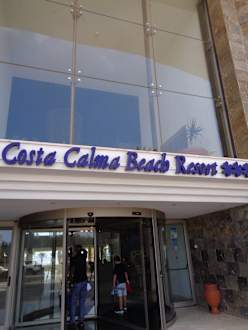 Costa Calma Beach Resort ***